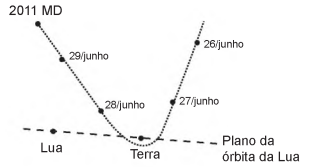 2011 MD
26/junho
29/junho
28/junho
27/junho
Lua
Terra
Plano da
órbita da Lua